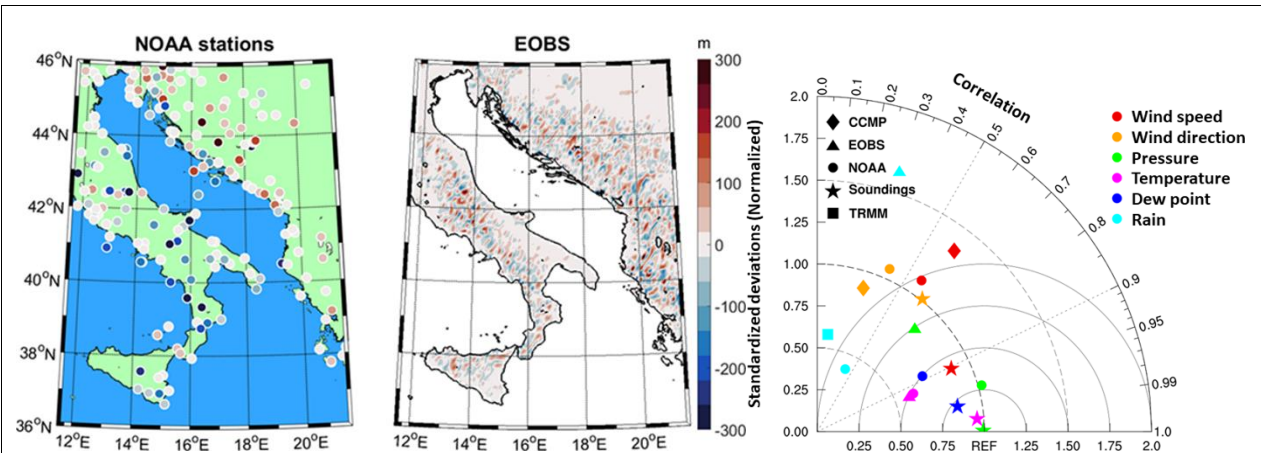 NOAA stations
46°N
44°N
42°N
40°N
38°N
36°N
12°E 14°E 16°E 18°E 20°E
EOBS
12°E 14°E 16°E 18°E 20°E
m
300
200
100
0
-100
-200
-300
Standardized deviations (Normalized)
2.0
1.75
1.50
1.25
1.00
0.75
0.50
0.25
0.00
0.25 0.50 0.75 REF 1.25 1.50 1.75 2.0
Correlation
0.0 0.1 0.2 0.3 0.4 0.5 0.6 0.7 0.8 0.9 0.95 0.99 1.0
CCMP
EOBS
NOAA
Soundings
TRMM
Wind speed
Wind direction
Pressure
Temperature
Dew point
Rain